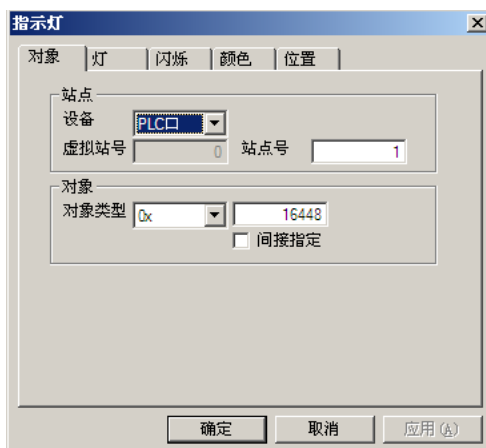 指示灯
对象 灯 闪烁 颜色 位置
站点
设备 PLC口
虚拟站号 0 站点号 1
对象
对象类型 0x 16448
间接指定
确定 取消 应用(A)